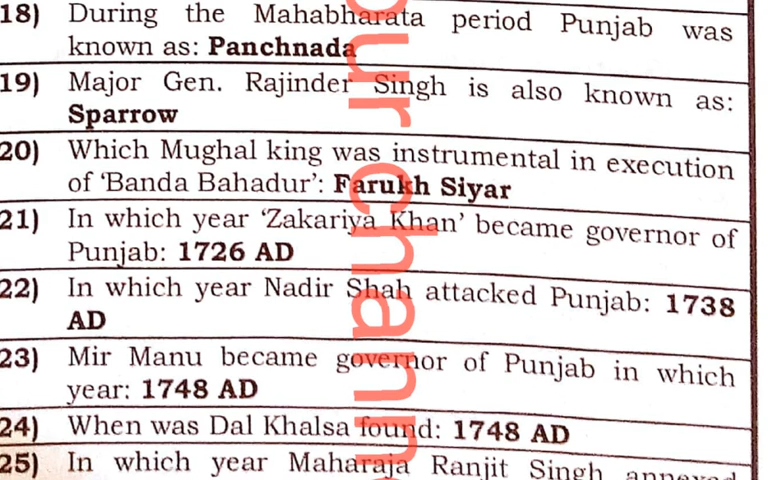 18) During the Mahabharata period Punjab was
known as: Panchnada
19) Major Gen. Rajinder Singh is also known as:
Sparrow
20) Which Mughal king was instrumental in execution
of 'Banda Bahadur': Farukh Siyar
21) In which year 'Zakariya Khan' became governor of
Punjab: 1726 AD
22) In which year Nadir Shah attacked Punjab: 1738
AD
23) Mir Manu became governor of Punjab in which
year: 1748 AD
24) When was Dal Khalsa found: 1748 AD
25) In which year Maharaja Ranjit Singh annexed